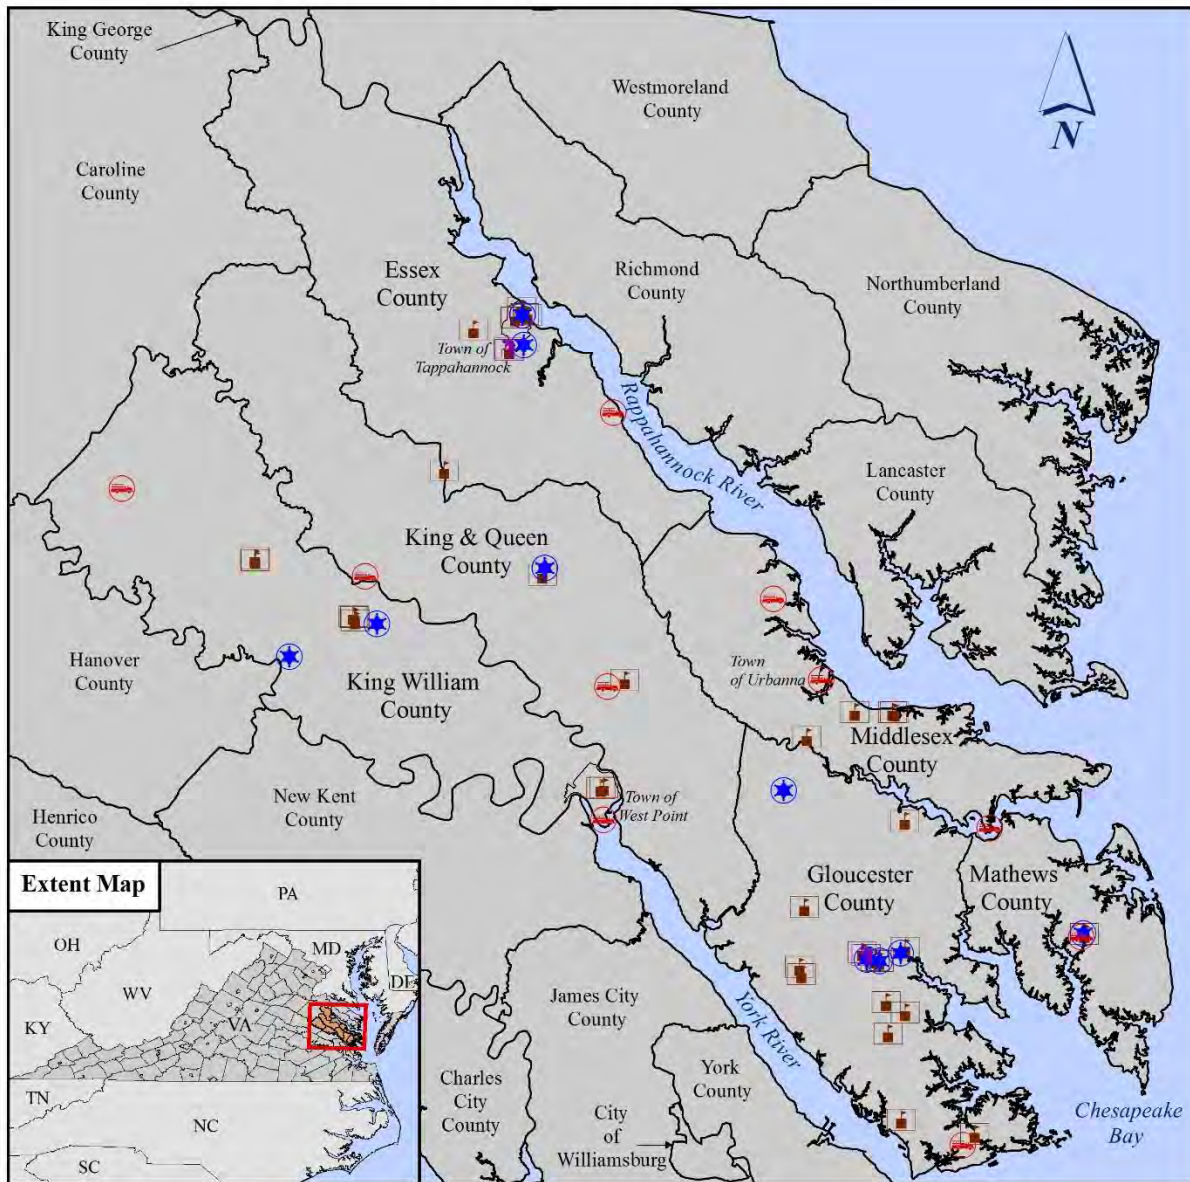 King George
County
Westmoreland
County
N
Caroline
County
Essex
County
Richmond
County
Northumberland
County
Town of
Tappahannock
Rappahannock River
Lancaster
County
King & Queen
County
Hanover
County
King William
County
Town
of Urbanna
Middlesex
County
New Kent
County
Town of
West Point
Henrico
County
Gloucester
County
Mathews
County
Extent Map
PA
OH
MD
WV
KY
VA
TN
NC
SC
James City
County
York River
York
County
Charles
City
County
City
of
Williamsburg
Chesapeake
Bay